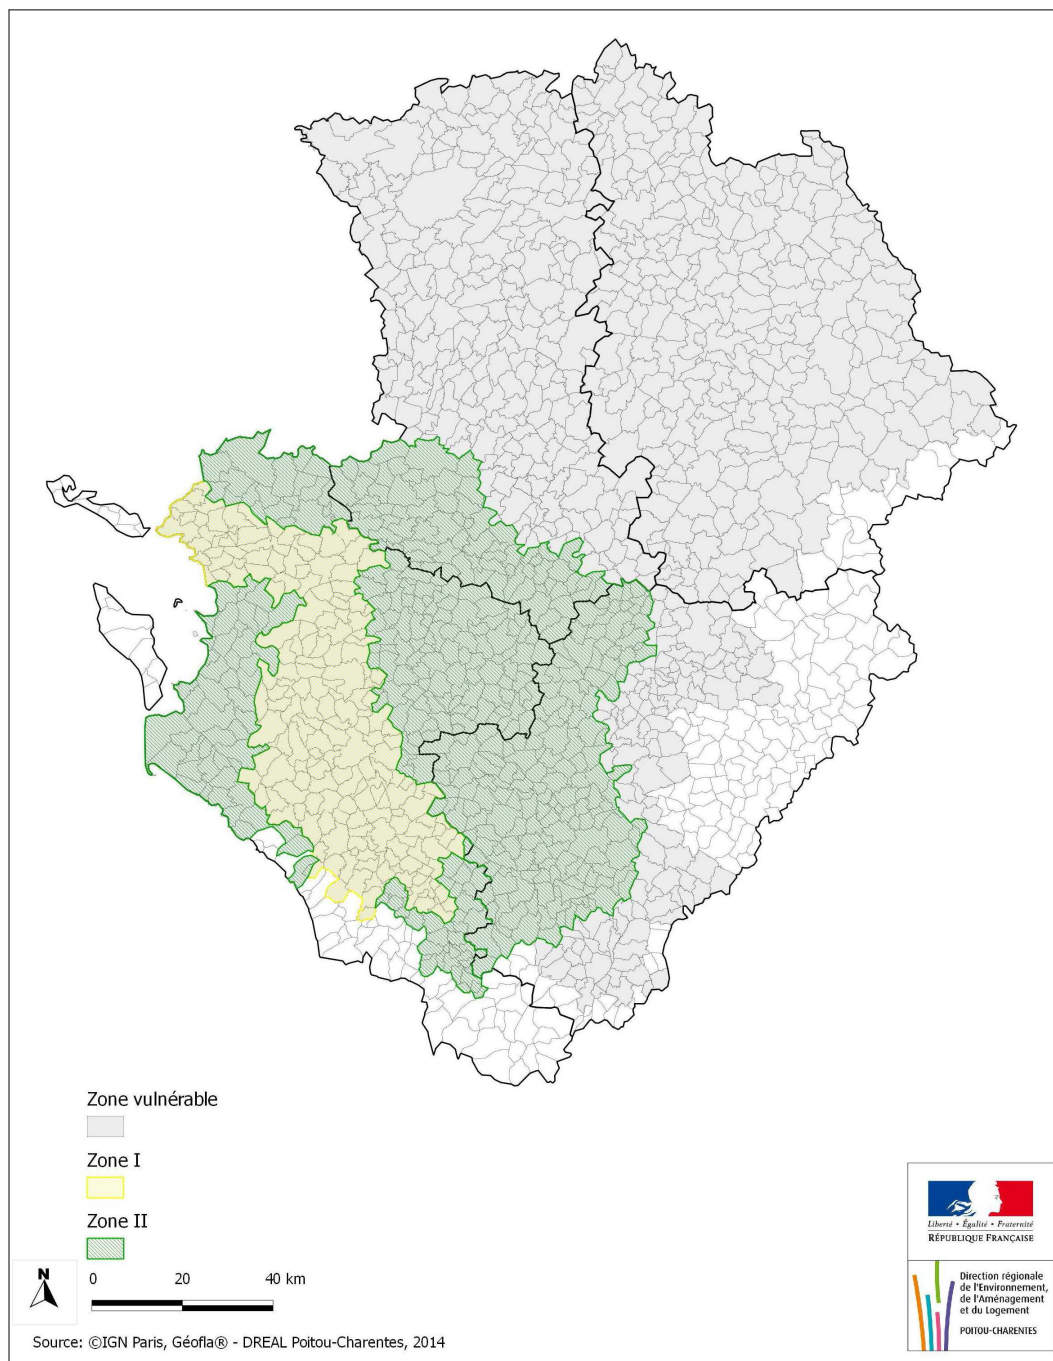 Zone vulnérable
Zone I
Zone II
N
0 20 40 km
Source: ©IGN Paris, Géofla® - DREAL Poitou-Charentes, 2014
Liberté • Égalité • Fraternité
RÉPUBLIQUE FRANÇAISE
Direction régionale
de l'Environnement,
de l'Aménagement
et du Logement
POITOU-CHARENTES